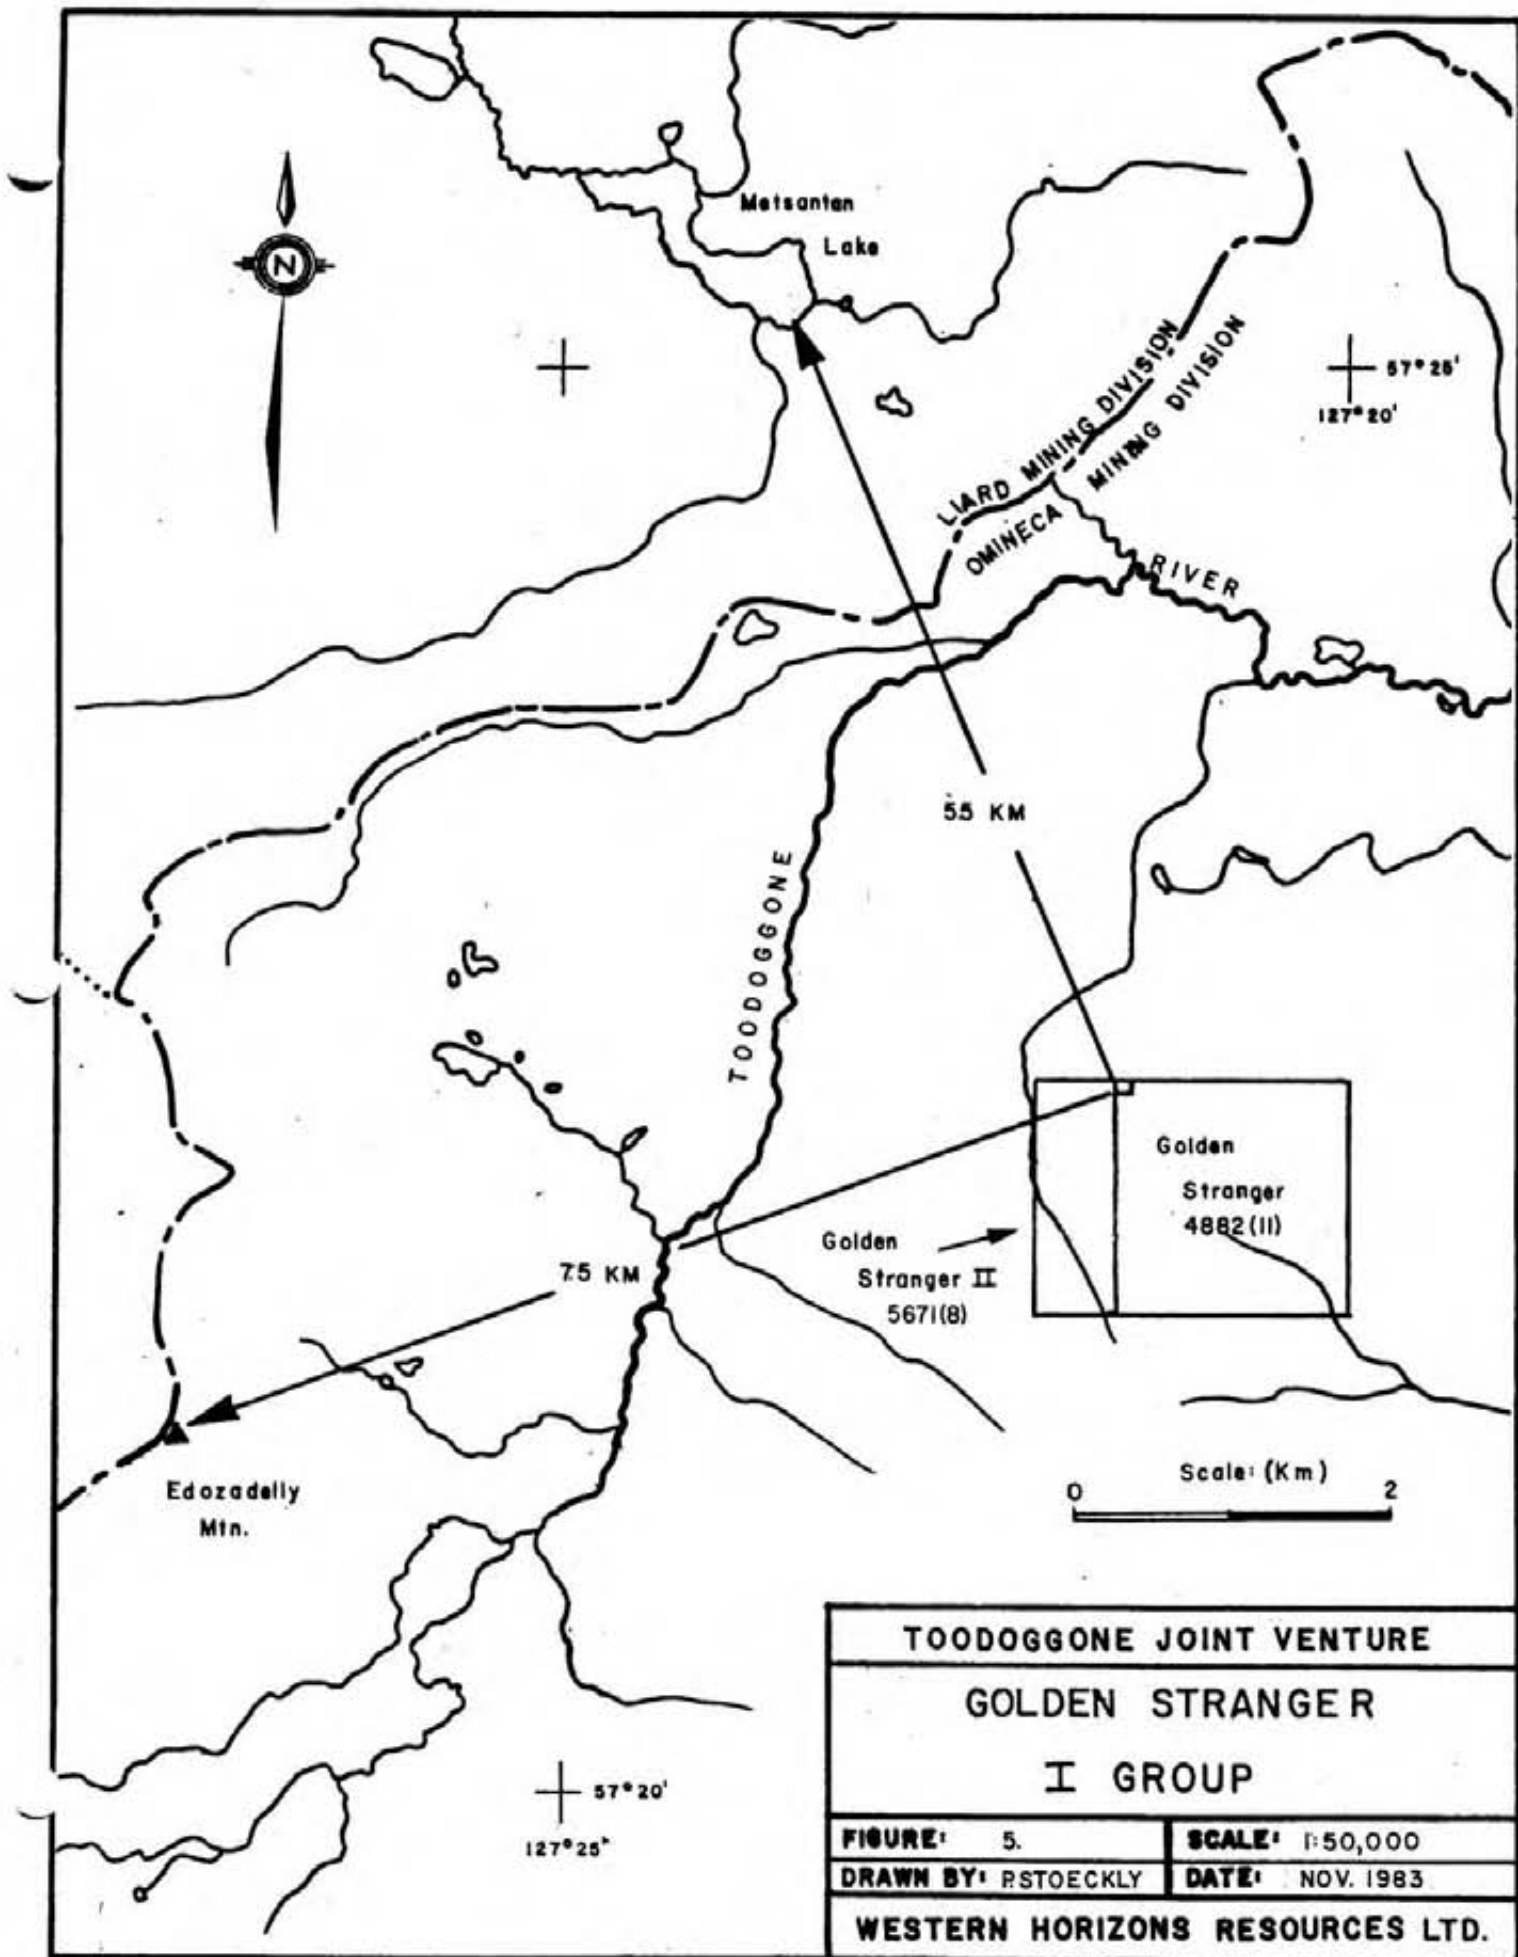 Metsantan
Lake
N
57° 25'
127° 20'
LIARD MINING DIVISION
OMINECA MINING DIVISION
RIVER
5.5 KM
TOODOGGONE
Golden
Stranger
4882(11)
Golden
Stranger II
5671(8)
7.5 KM
Edozadelly
Mtn.
Scale: (Km)
0 2
57° 20'
127° 25'
TOODOGGONE JOINT VENTURE
GOLDEN STRANGER
I GROUP
FIGURE: 5.
SCALE: 1:50,000
DRAWN BY: P. STOECKLY
DATE: NOV. 1983
WESTERN HORIZONS RESOURCES LTD.